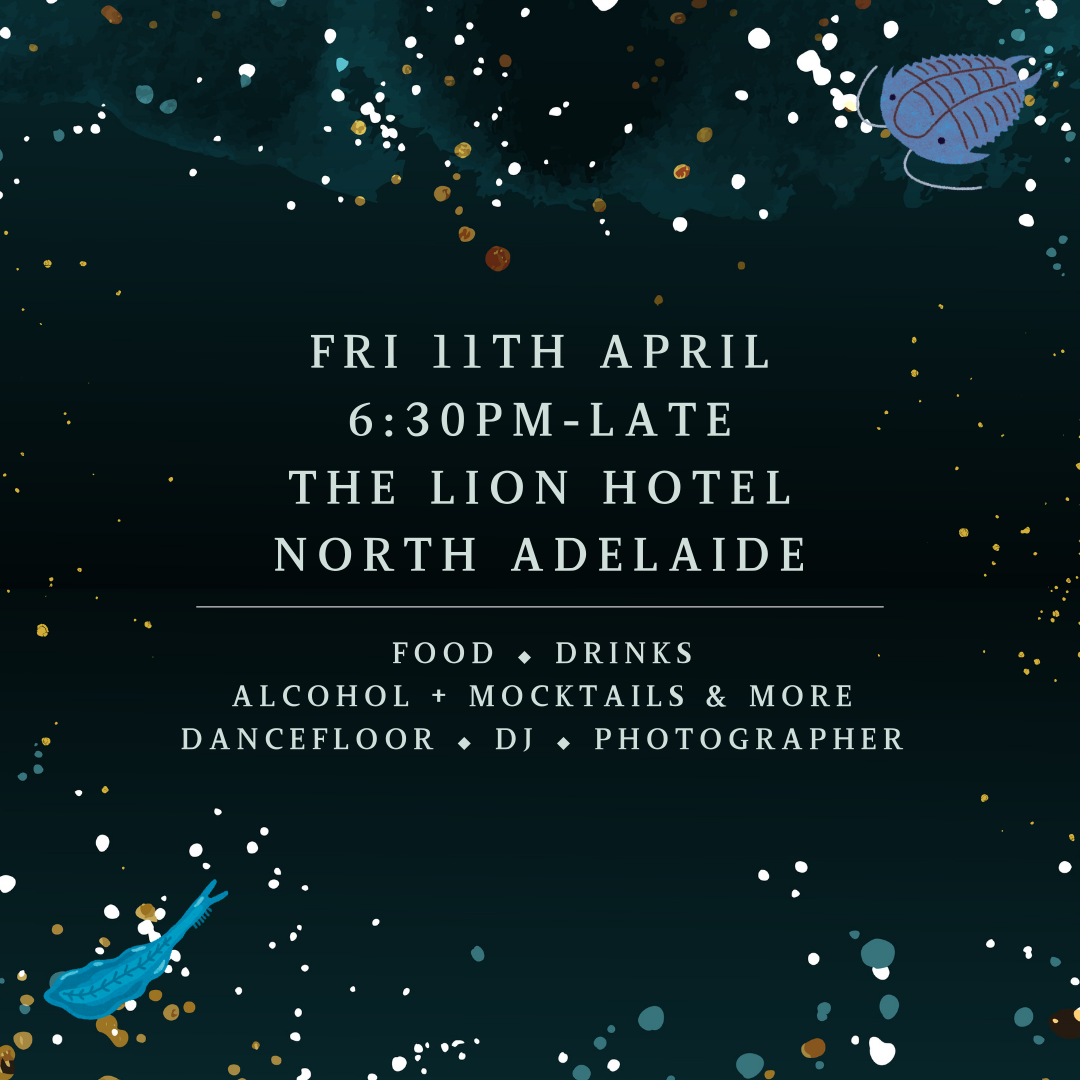 FRI 11TH APRIL
6:30PM-LATE
THE LION HOTEL
NORTH ADELAIDE
FOOD ◆ DRINKS
ALCOHOL + MOCKTAILS & MORE
DANCEFLOOR ◆ DJ ◆ PHOTOGRAPHER